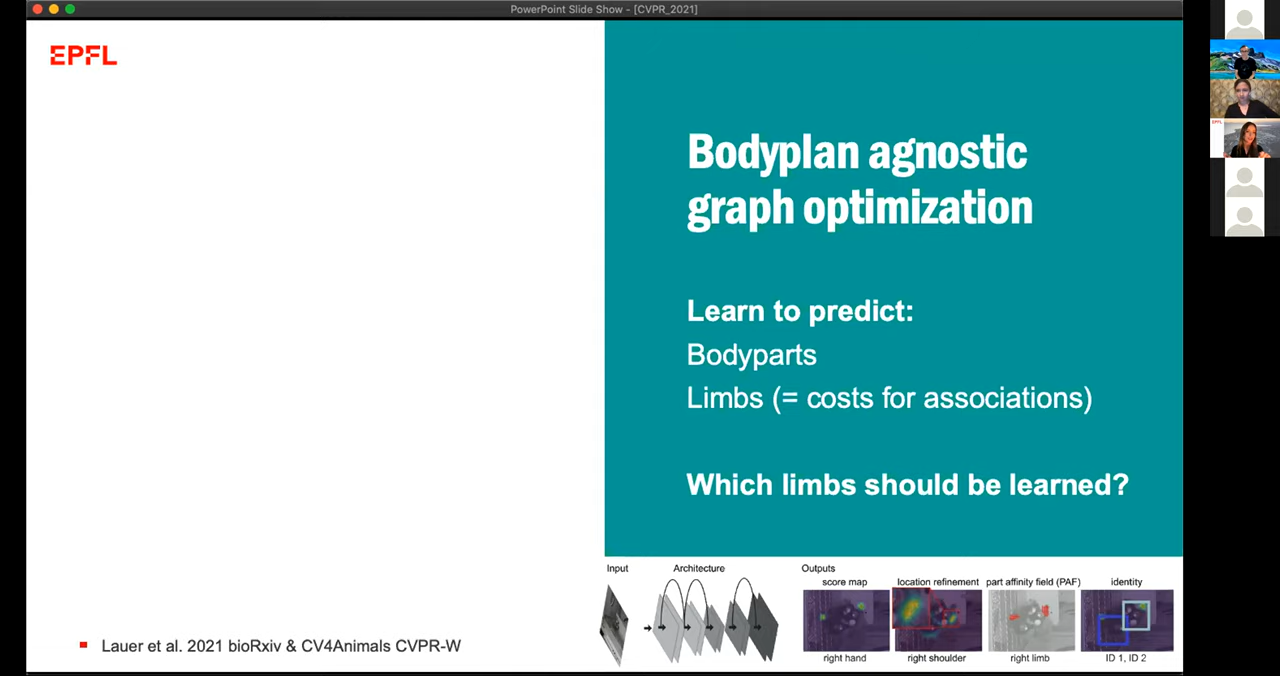 PowerPoint Slide Show - [CVPR_2021]
EPFL
Bodyplan agnostic
graph optimization
Learn to predict:
Bodyparts
Limbs (= costs for associations)
Which limbs should be learned?
Input
Architecture
Outputs
score map
location refinement
part affinity field (PAF)
identity
right hand
right shoulder
right limb
ID 1, ID 2
Lauer et al. 2021 bioRxiv & CV4Animals CVPR-W
EPFL